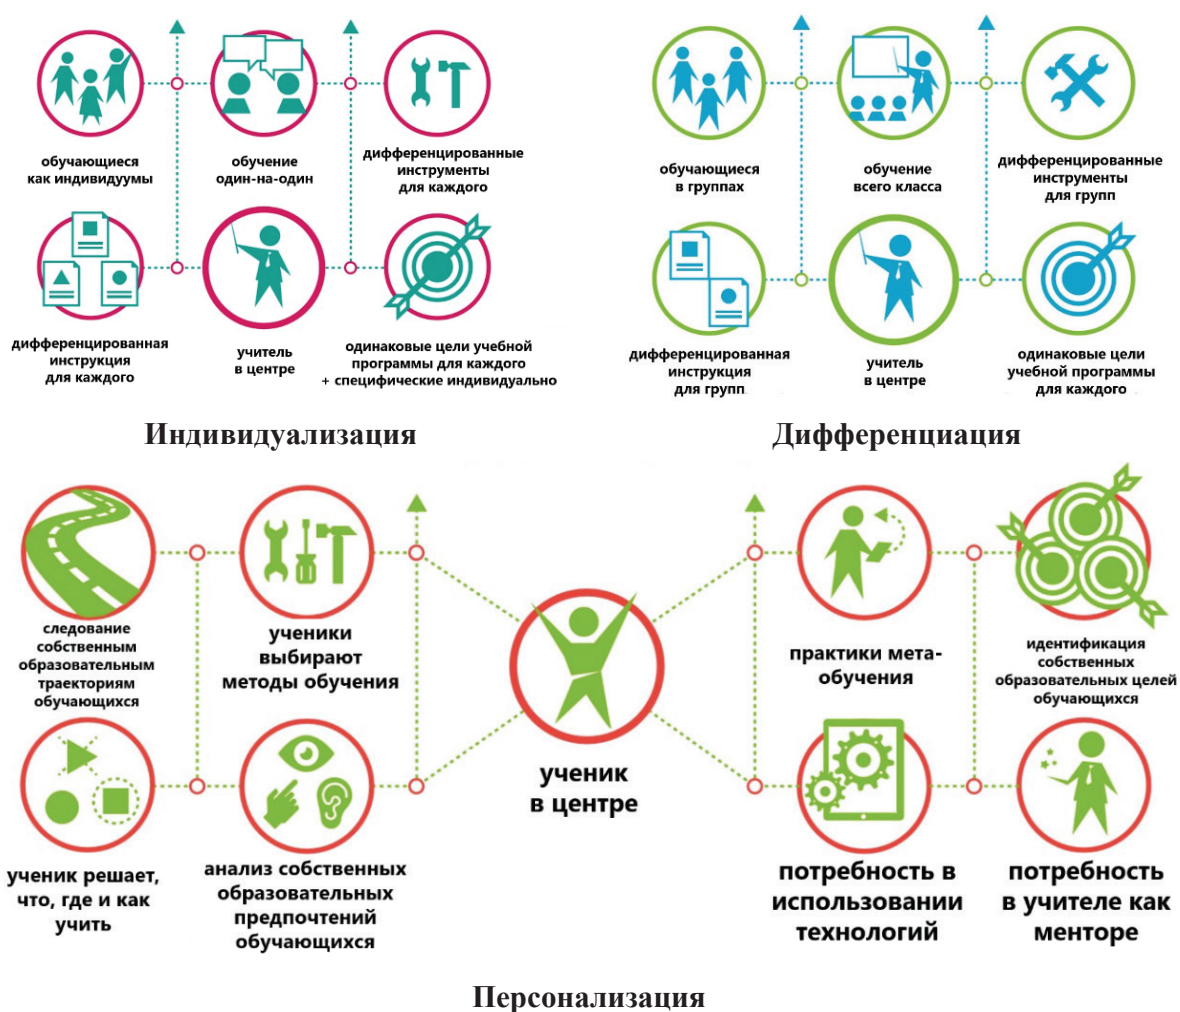 обучающиеся
как индивидуумы
обучение
один-на-один
дифференцированные
инструменты
для каждого
дифференцированная
инструкция
для каждого
учитель
в центре
одинаковые цели учебной
программы для каждого
+ специфические индивидуально
Индивидуализация
обучающиеся
в группах
обучение
всего класса
дифференцированные
инструменты
для групп
дифференцированная
инструкция
для групп
учитель
в центре
одинаковые цели
учебной программы
для каждого
Дифференциация
следование
собственным
образовательным
траекториям
обучающихся
ученики
выбирают
методы обучения
ученик решает,
что, где и как
учить
анализ собственных
образовательных
предпочтений
обучающихся
ученик
в центре
практики мета-
обучения
идентификация
собственных
образовательных целей
обучающихся
потребность в
использовании
технологий
потребность
в учителе как
менторе
Персонализация